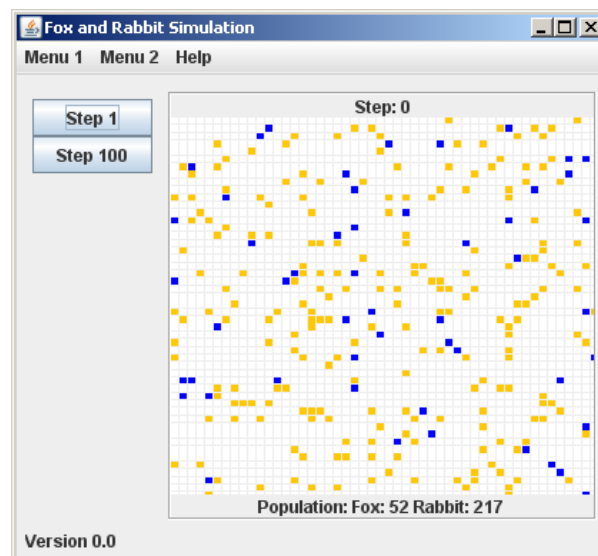 Fox and Rabbit Simulation
Menu 1 Menu 2 Help
Step 1
Step 100
Step: 0
Population: Fox: 52 Rabbit: 217
Version 0.0